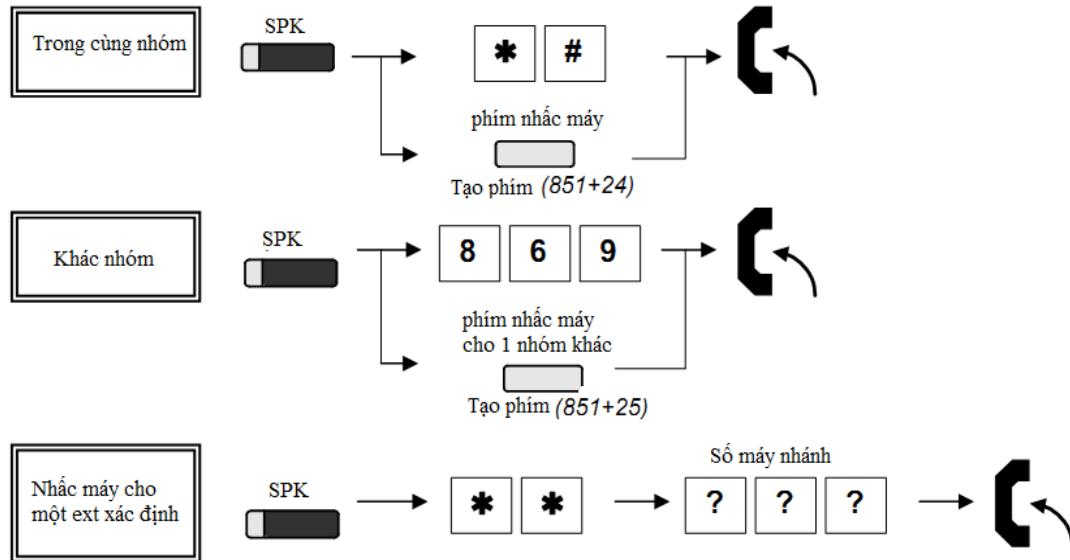 Trong cùng nhóm
SPK
✱ #
phím nhấc máy
Tạo phím (851+24)
Khác nhóm
SPK
8 6 9
phím nhấc máy
cho 1 nhóm khác
Tạo phím (851+25)
Nhấc máy cho
một ext xác định
SPK
✱ ✱
Số máy nhánh
? ? ?